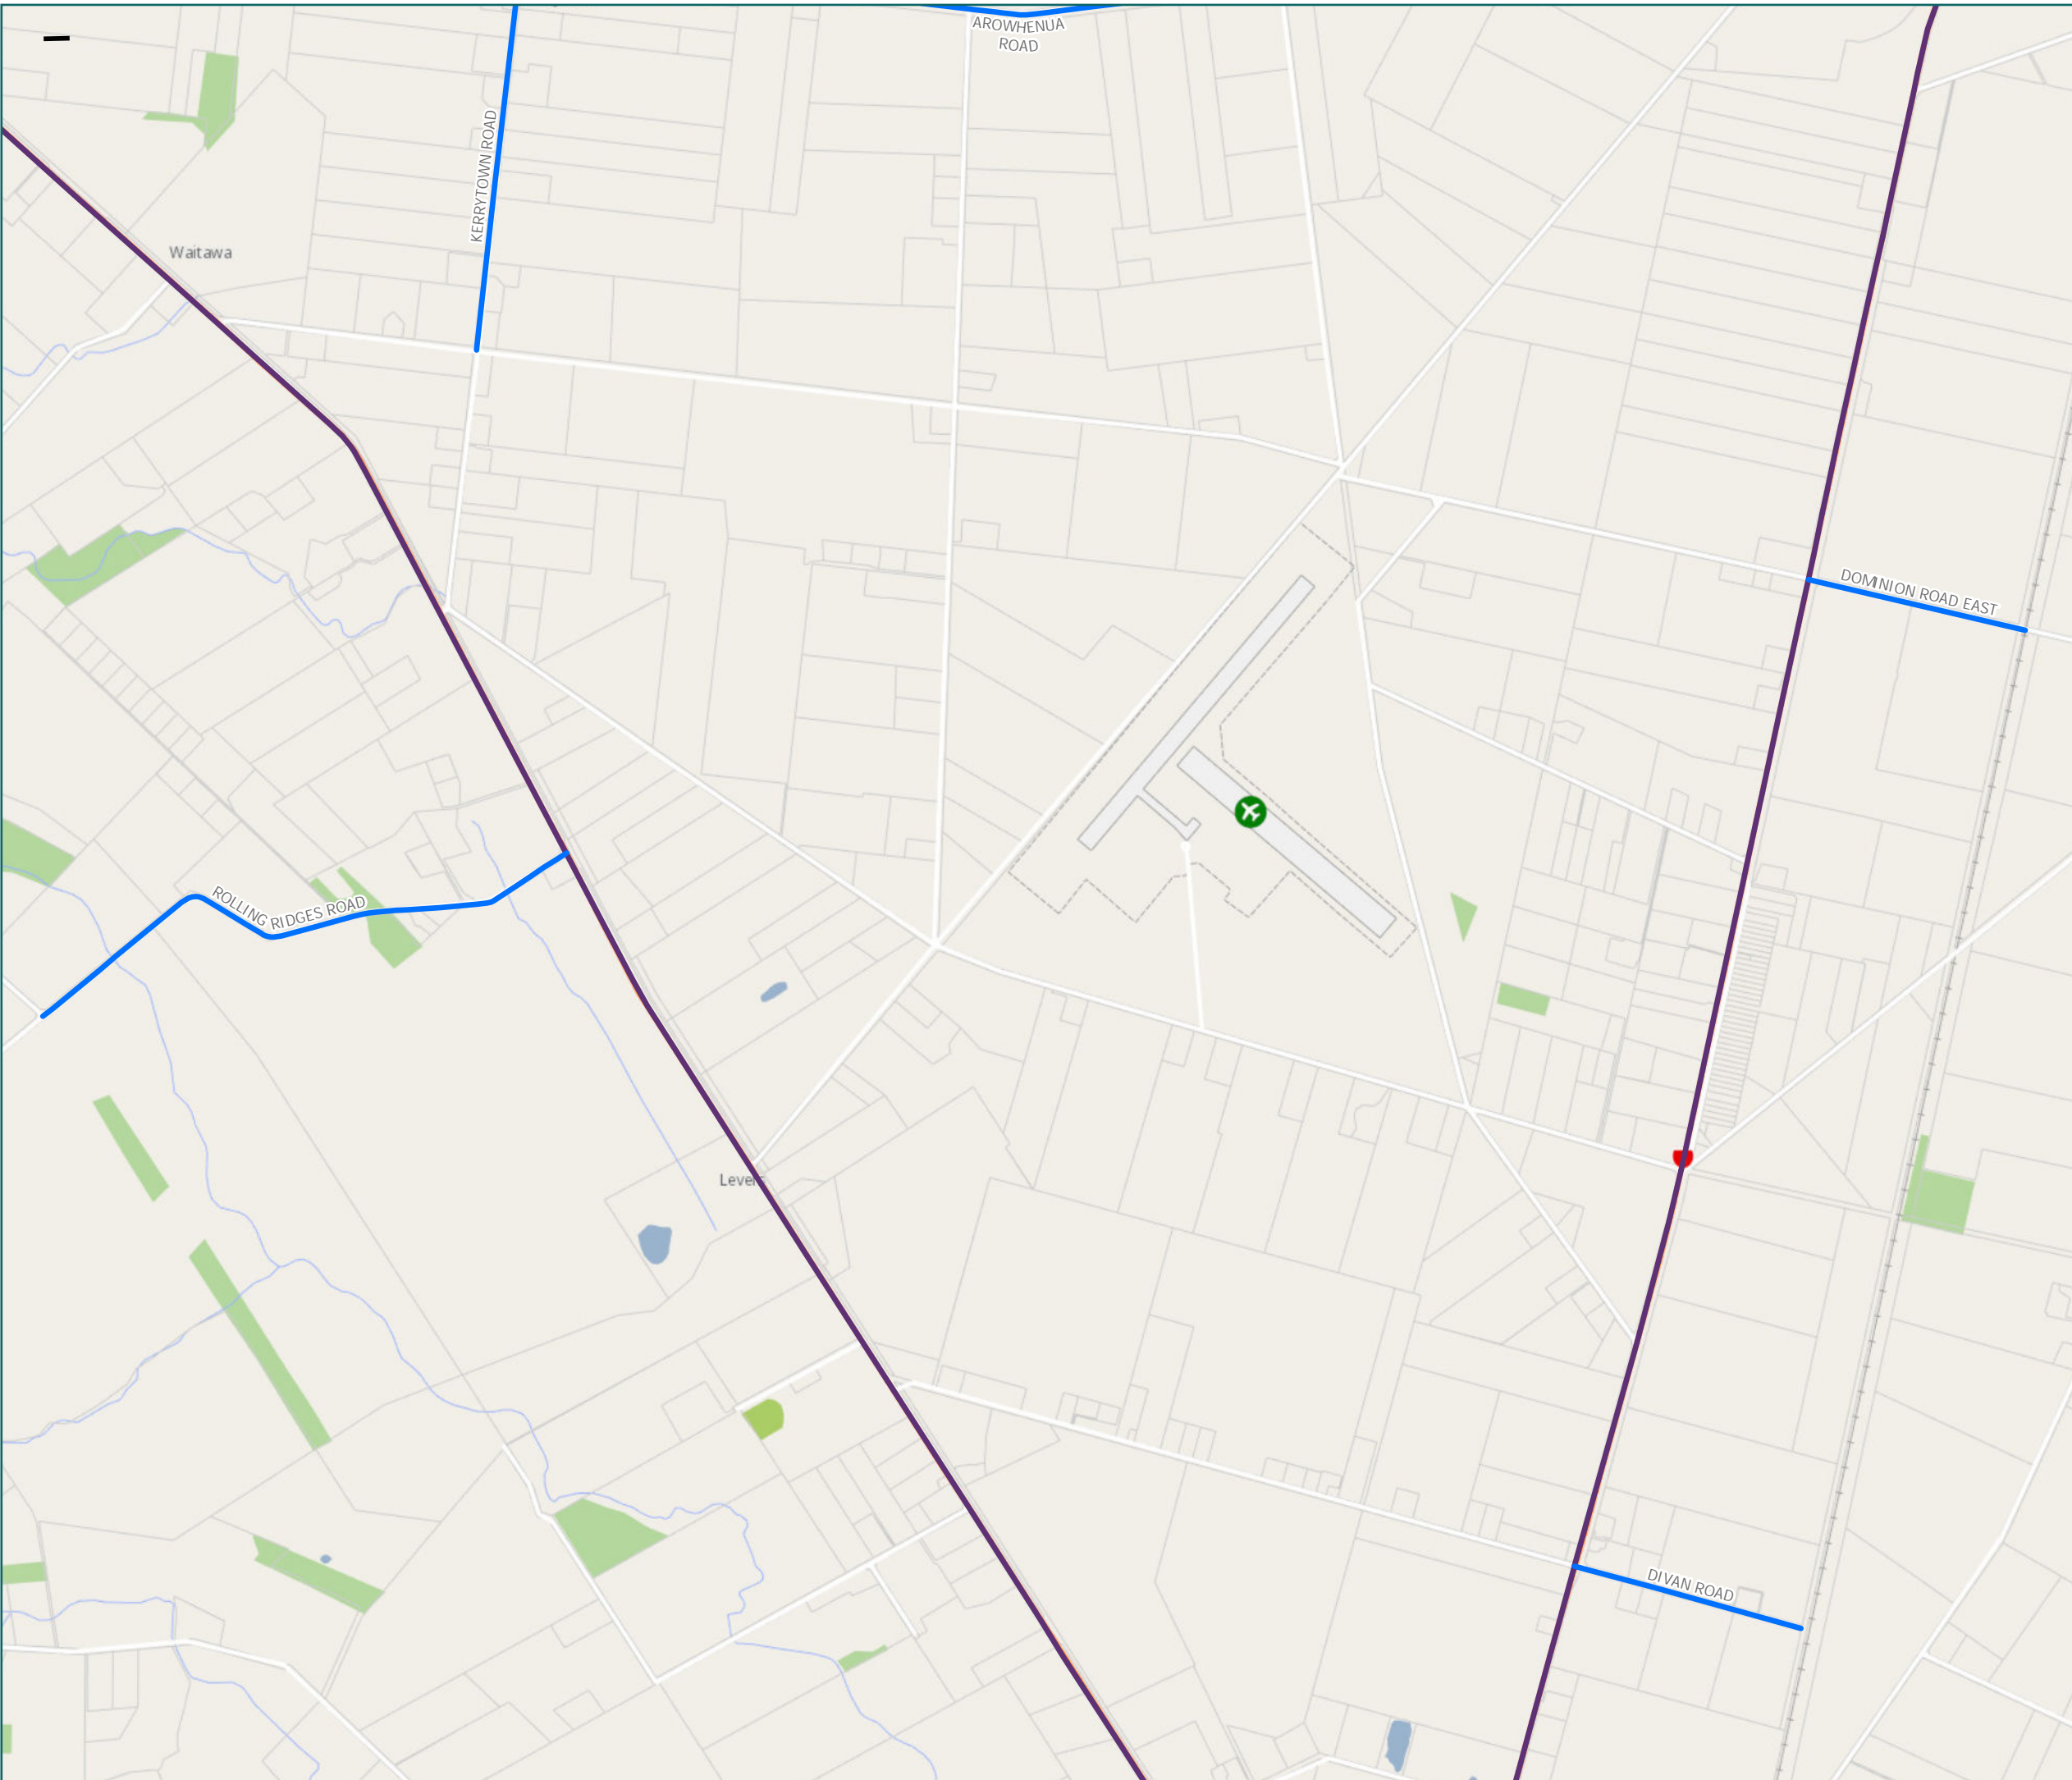 AROWHENUA
ROAD
KERRYTOWN ROAD
Waitawa
DOMINION ROAD EAST
ROLLING RIDGES ROAD
DIVAN ROAD